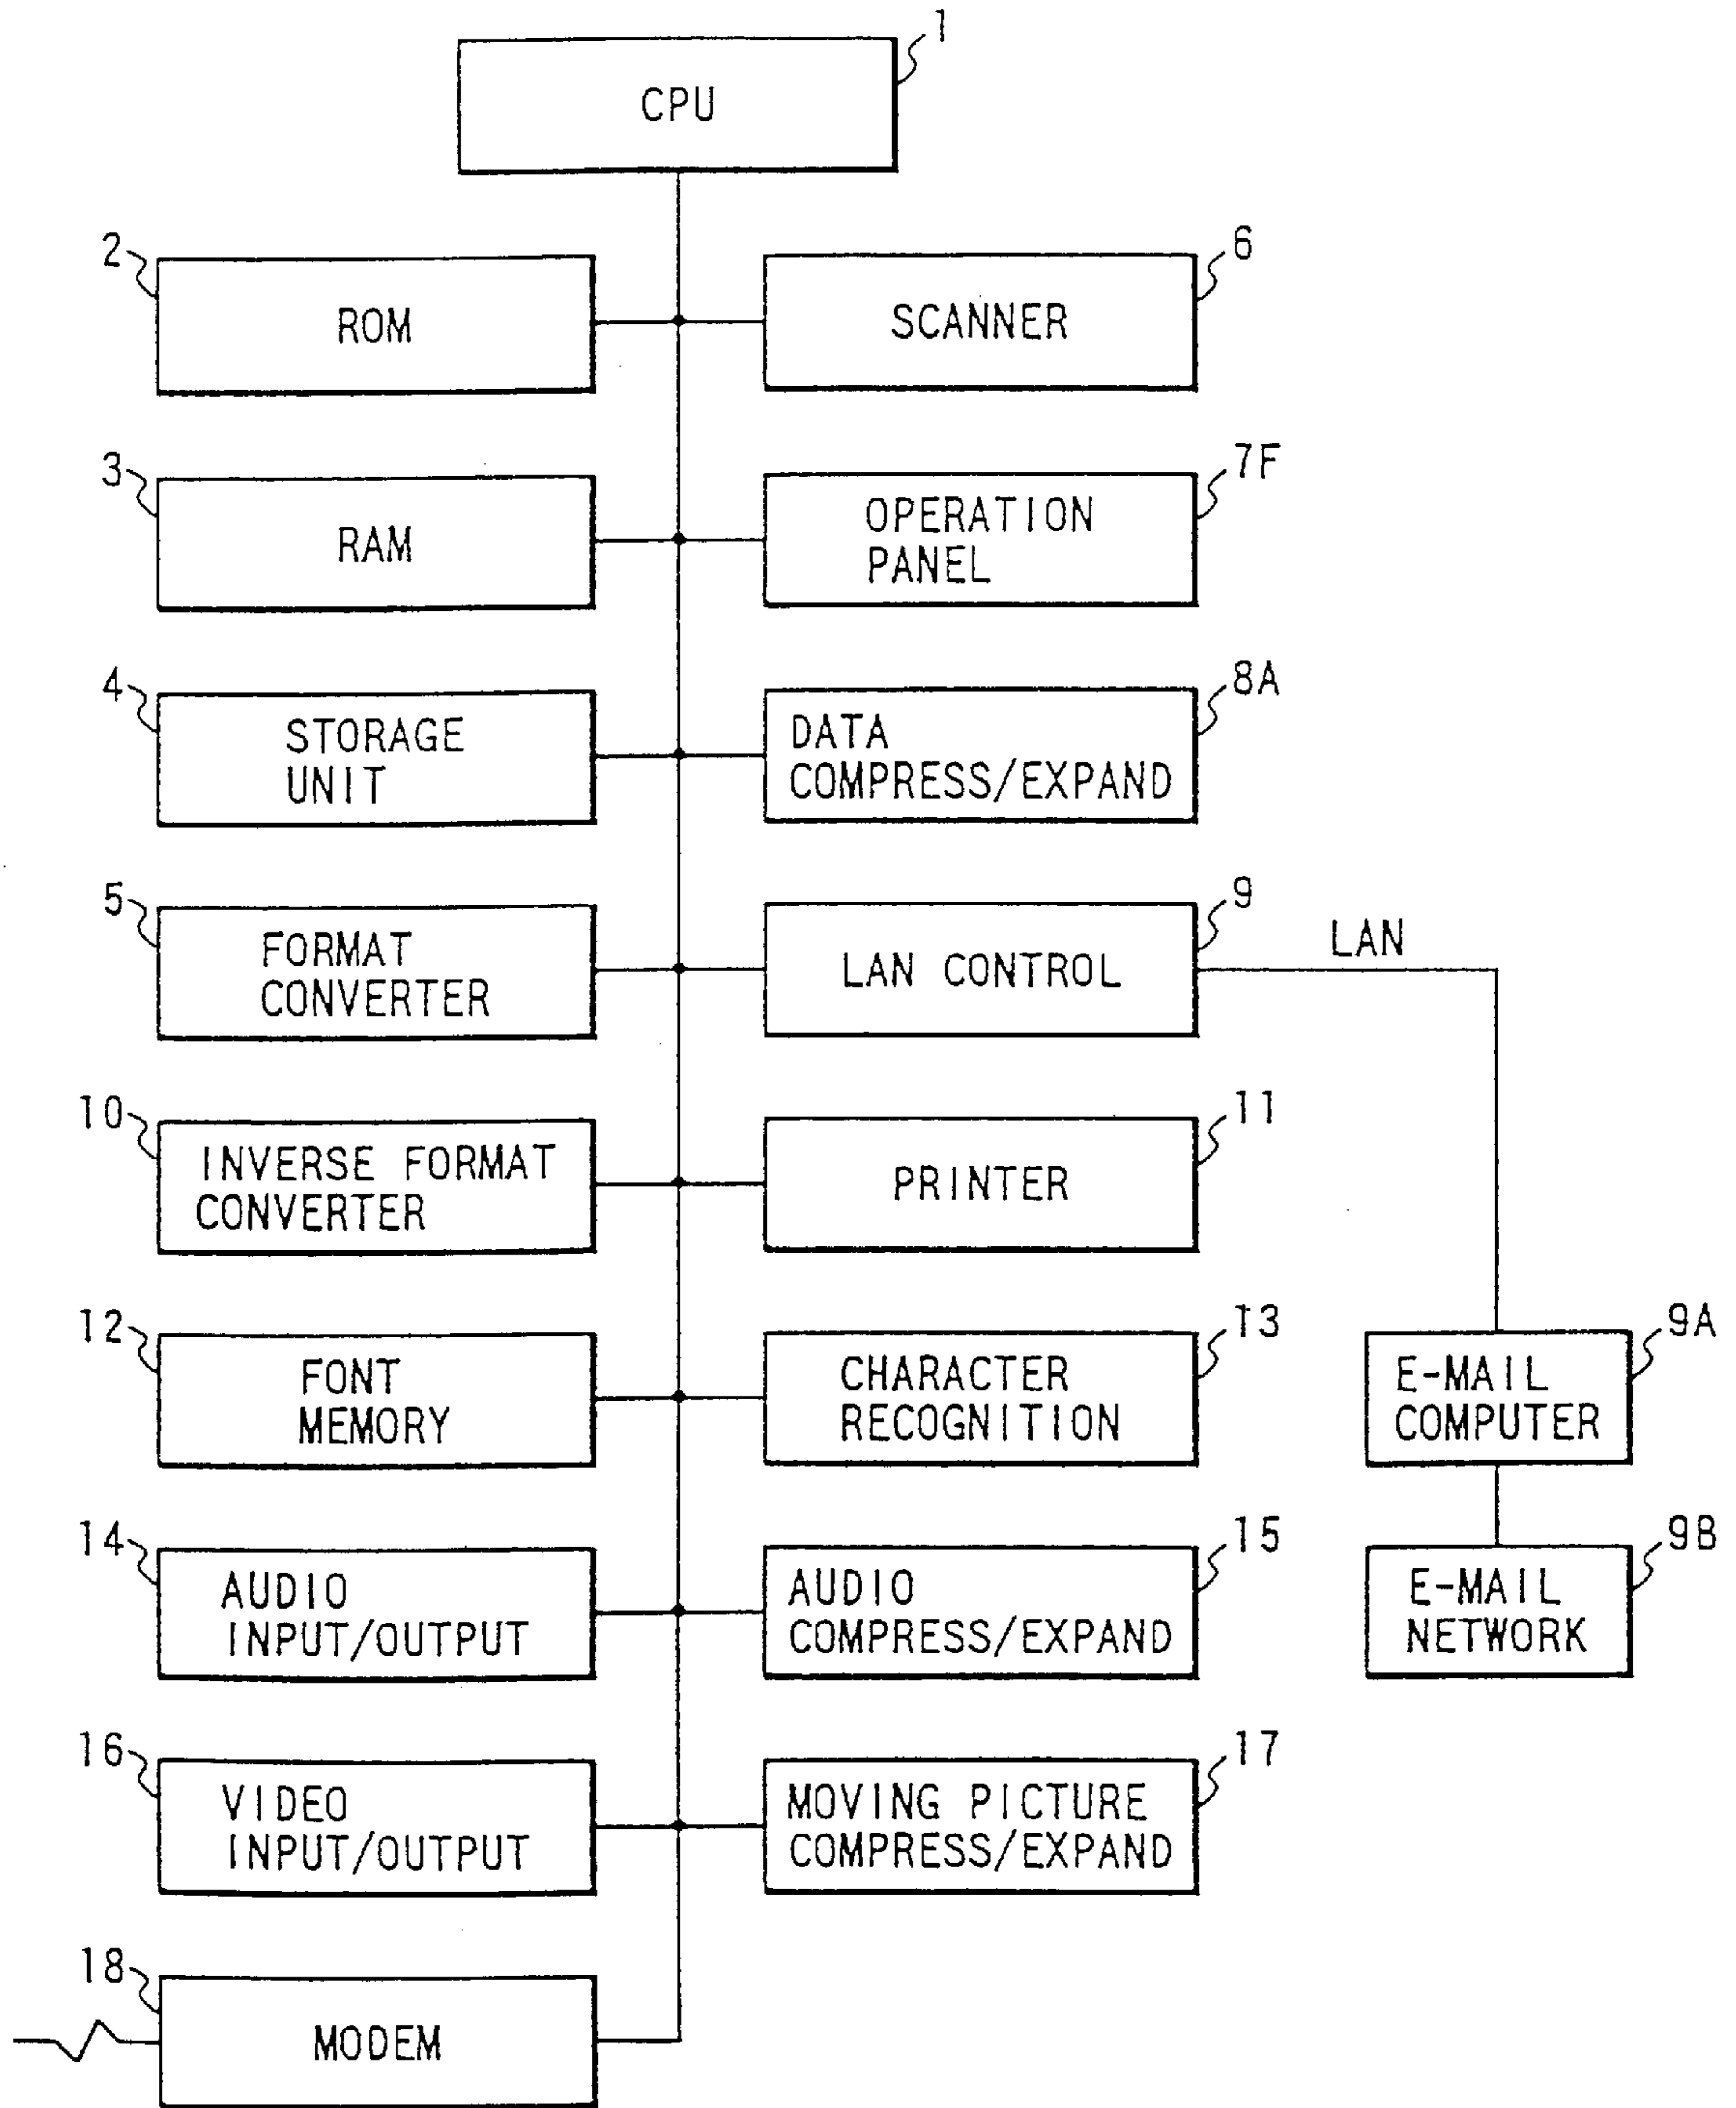 1
CPU
2
ROM
6
SCANNER
3
RAM
7F
OPERATION
PANEL
4
STORAGE
UNIT
8A
DATA
COMPRESS/EXPAND
5
FORMAT
CONVERTER
9
LAN CONTROL
LAN
10
INVERSE FORMAT
CONVERTER
11
PRINTER
12
FONT
MEMORY
13
CHARACTER
RECOGNITION
9A
E-MAIL
COMPUTER
14
AUDIO
INPUT/OUTPUT
15
AUDIO
COMPRESS/EXPAND
9B
E-MAIL
NETWORK
16
VIDEO
INPUT/OUTPUT
17
MOVING PICTURE
COMPRESS/EXPAND
18
MODEM